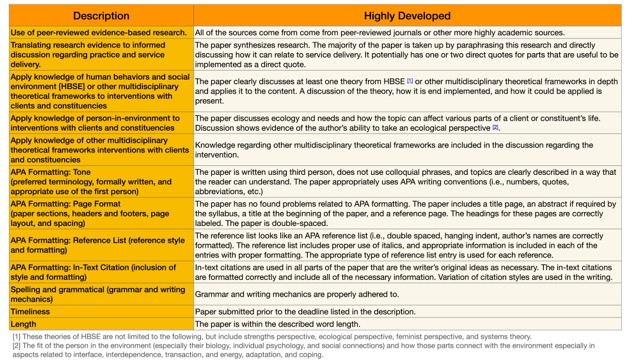 Description
Highly Developed
Use of peer-reviewed evidence-based research.
All of the sources come from come from peer-reviewed journals or other more highly academic sources.
Translating research evidence to informed
discussion regarding practice and service
delivery.
The paper synthesizes research. The majority of the paper is taken up by paraphrasing this research and directly
discussing how it can relate to service delivery. It potentially has one or two direct quotes for parts that are useful to be
implemented as a direct quote.
Apply knowledge of human behaviors and social
environment [HBSE] or other multidisciplinary
theoretical frameworks to interventions with
clients and constituencies
The paper clearly discusses at least one theory from HBSE [1] or other multidisciplinary theoretical frameworks in depth
and applies it to the content. A discussion of the theory, how it is end implemented, and how it could be applied is
present.
Apply knowledge of person-in-environment to
interventions with clients and constituencies
The paper discusses ecology and needs and how the topic can affect various parts of a client or constituent's life.
Discussion shows evidence of the author's ability to take an ecological perspective [2].
Apply knowledge of other multidisciplinary
theoretical frameworks interventions with clients
and constituencies
Knowledge regarding other multidisciplinary theoretical frameworks are included in the discussion regarding the
intervention.
APA Formatting: Tone
(preferred terminology, formally written, and
appropriate use of the first person)
The paper is written using third person, does not use colloquial phrases, and topics are clearly described in a way that
the reader can understand. The paper appropriately uses APA writing conventions (i.e., numbers, quotes,
abbreviations, etc.)
APA Formatting: Page Format
(paper sections, headers and footers, page
layout, and spacing)
The paper has no found problems related to APA formatting. The paper includes a title page, an abstract if required by
the syllabus, a title at the beginning of the paper, and a reference page. The headings for these pages are correctly
labeled. The paper is double-spaced.
APA Formatting: Reference List (reference style
and formatting)
The reference list looks like an APA reference list (i.e., double spaced, hanging indent, author's names are correctly
formatted). The reference includes proper use of italics, and appropriate information is included in each of the
entries with proper formatting. The appropriate type of reference list entry is used for each reference.
APA Formatting: In-Text Citation (inclusion of
style and formatting)
In-text citations are used in all parts of the paper that are the writer's original ideas as necessary. The in-text citations
are formatted correctly and include all of the necessary information. Variation of citation styles are used in the writing.
Spelling and grammatical (grammar and writing
mechanics)
Grammar and writing mechanics are properly adhered to.
Timeliness
Paper submitted prior to the deadline listed in the description.
Length
The paper is within the described word length.
[1] These theories of HBSE are not limited to the following, but include strengths perspective, ecological perspective, feminist perspective, and systems theory.
[2] The fit of the person in the environment (especially their biology, individual psychology, and social connections) and how those parts connect with the environment especially in
aspects related to interface, interdependence, transaction, and energy, adaptation, and coping.